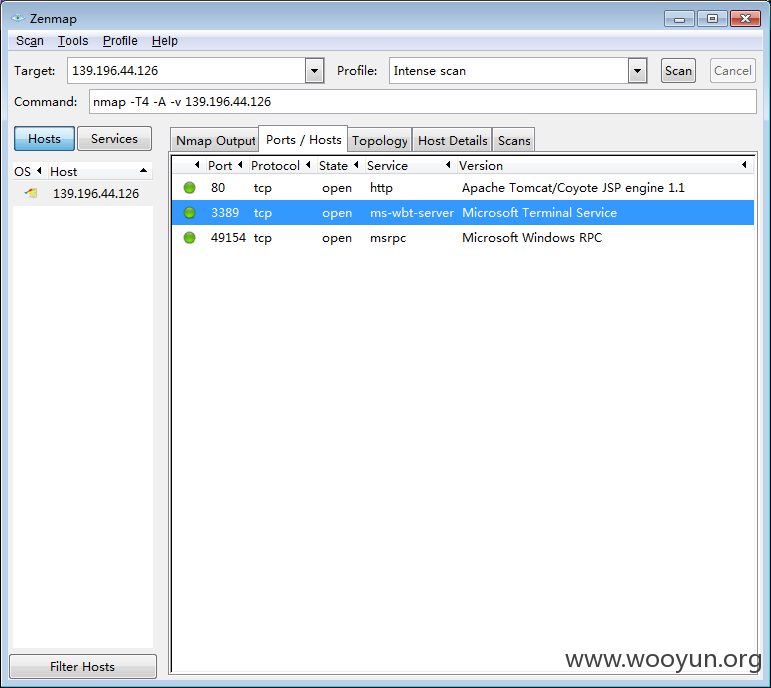 Zenmap
Scan Tools Profile Help
Target: 139.196.44.126 Profile: Intense scan Scan Cancel
Command: nmap -T4 -A -v 139.196.44.126
Hosts Services
Nmap Output Ports / Hosts Topology Host Details Scans
OS Host
139.196.44.126
Port Protocol State Service Version
80 tcp open http Apache Tomcat/Coyote JSP engine 1.1
3389 tcp open ms-wbt-server Microsoft Terminal Service
49154 tcp open msrpc Microsoft Windows RPC
Filter Hosts
www.wooyun.org